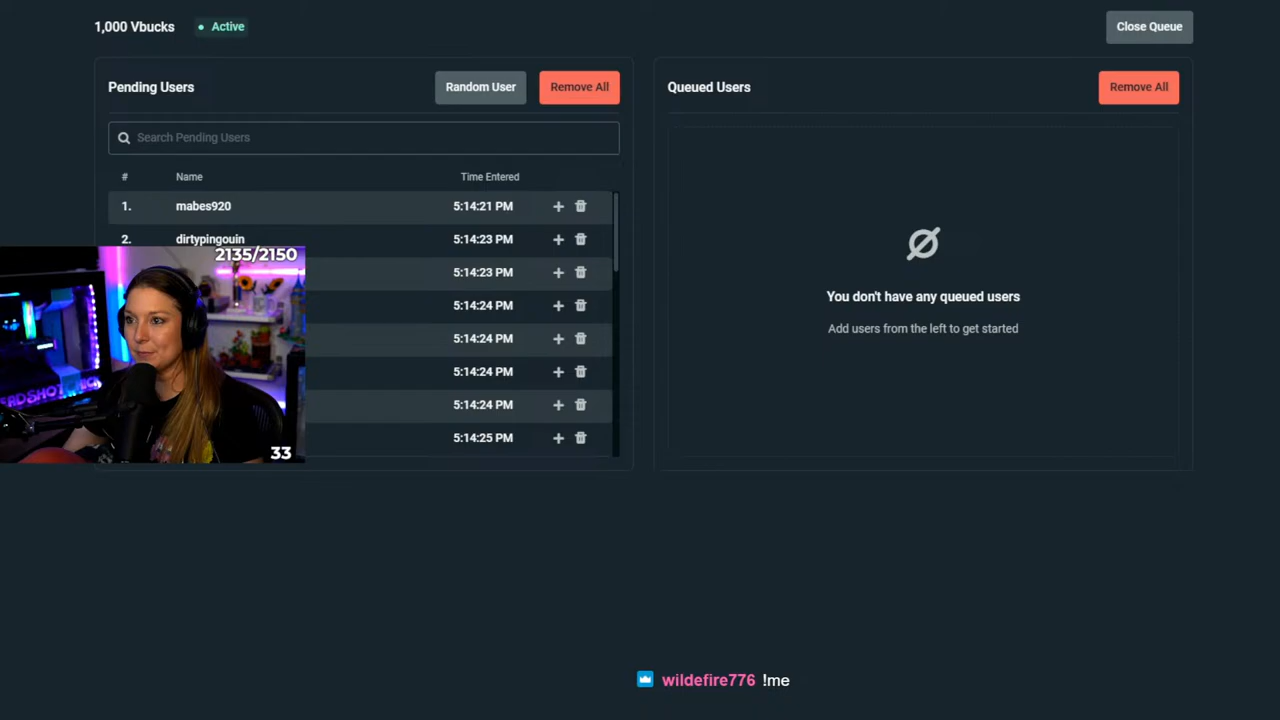 1,000 Vbucks
Active
Close Queue
Pending Users
Random User
Remove All
Search Pending Users
# Name Time Entered
1. mabes920 5:14:21 PM
2. dirtypingouin 5:14:23 PM
5:14:23 PM
5:14:24 PM
5:14:24 PM
5:14:24 PM
5:14:24 PM
5:14:25 PM
2135/2150
33
Queued Users
Remove All
You don't have any queued users
Add users from the left to get started
wildefire776 !me